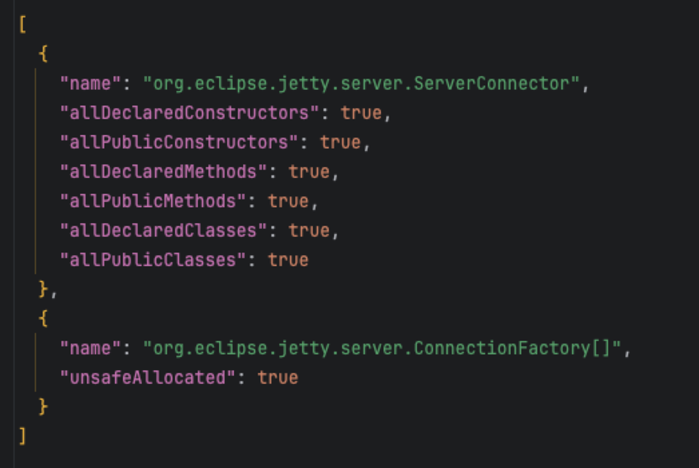 [
  {
    "name": "org.eclipse.jetty.server.ServerConnector",
    "allDeclaredConstructors": true,
    "allPublicConstructors": true,
    "allDeclaredMethods": true,
    "allPublicMethods": true,
    "allDeclaredClasses": true,
    "allPublicClasses": true
  },
  {
    "name": "org.eclipse.jetty.server.ConnectionFactory[]",
    "unsafeAllocated": true
  }
]